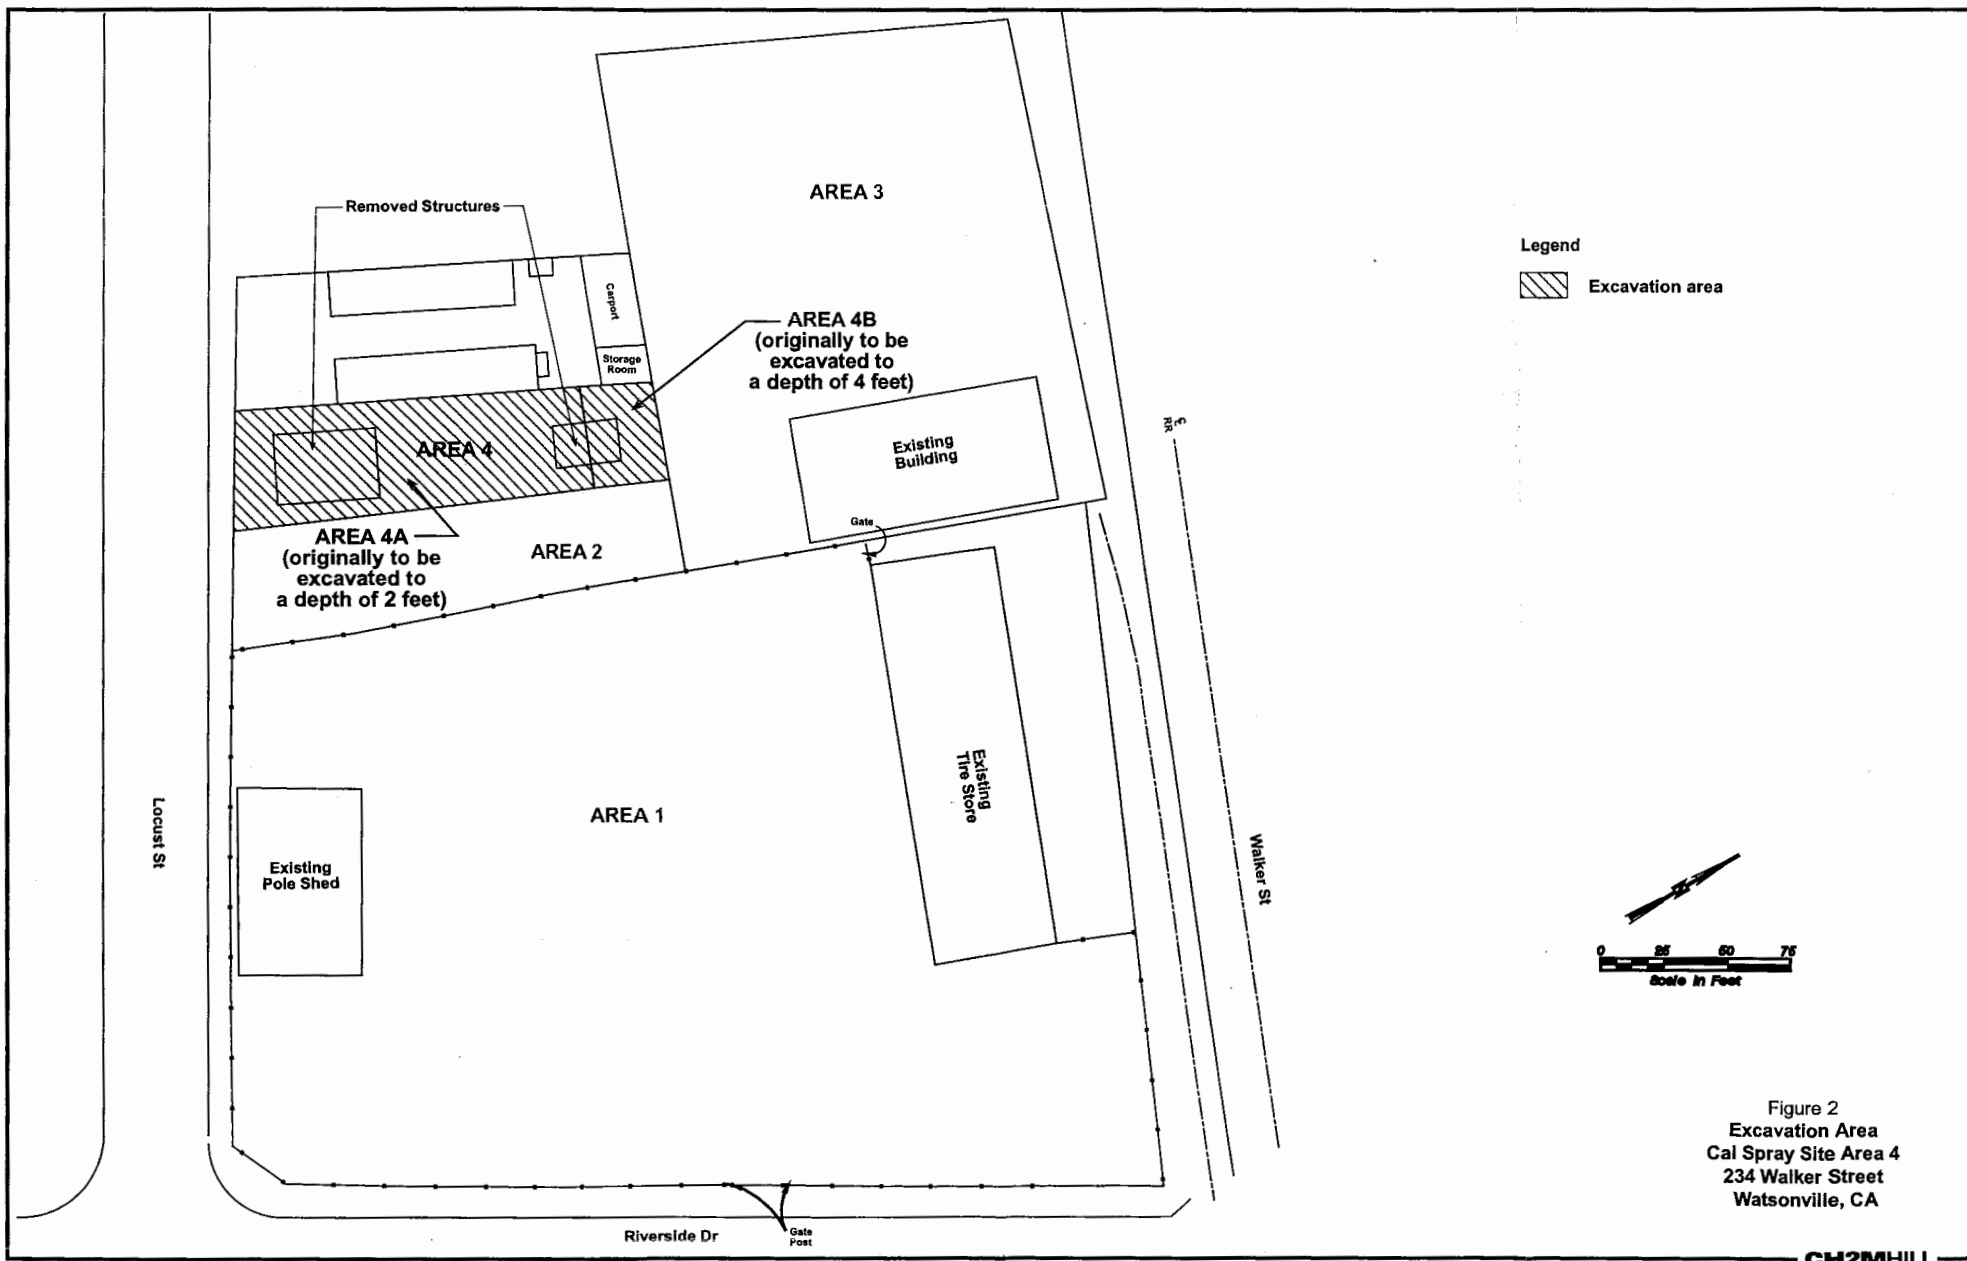 AREA 3
Removed Structures
Legend
Excavation area
Carport
Storage
Room
AREA 4B
(originally to be
excavated to
a depth of 4 feet)
AREA 4
Existing
Building
RR
Gate
AREA 4A
(originally to be
excavated to
a depth of 2 feet)
AREA 2
Existing
Tire Store
AREA 1
Locust St
Existing
Pole Shed
Walker St
0 25 50 75
Scale in Feet
Figure 2
Excavation Area
Cal Spray Site Area 4
234 Walker Street
Watsonville, CA
Riverside Dr
Gate
Post
CH2MHILL